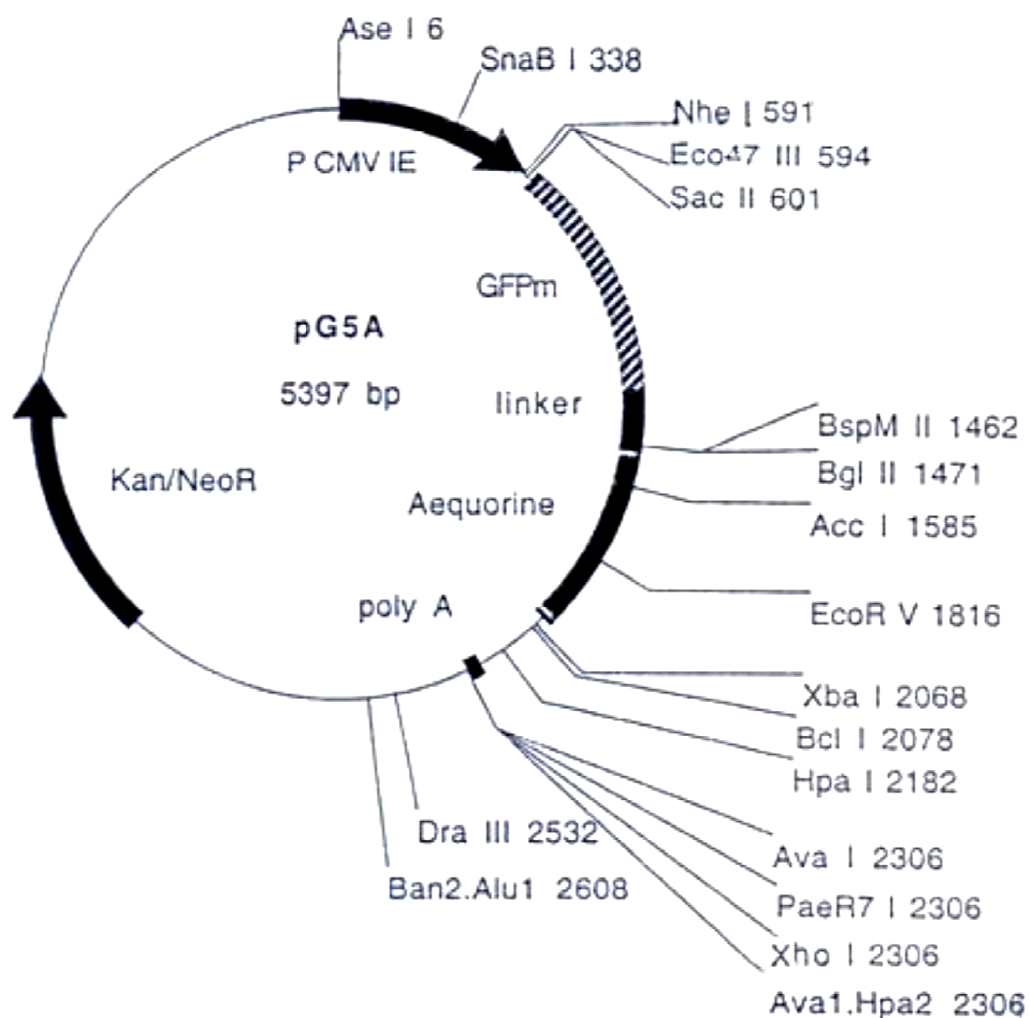 Ase I 6
SnaB I 338
Nhe I 591
Eco47 III 594
Sac II 601
P CMV IE
GFPm
pG5A
5397 bp
linker
BspM II 1462
Bgl II 1471
Kan/NeoR
Aequorine
Acc I 1585
poly A
EcoR V 1816
Xba I 2068
Bcl I 2078
Hpa I 2182
Dra III 2532
Ava I 2306
Ban2.Alu1 2608
PaeR7 I 2306
Xho I 2306
Ava1.Hpa2 2306